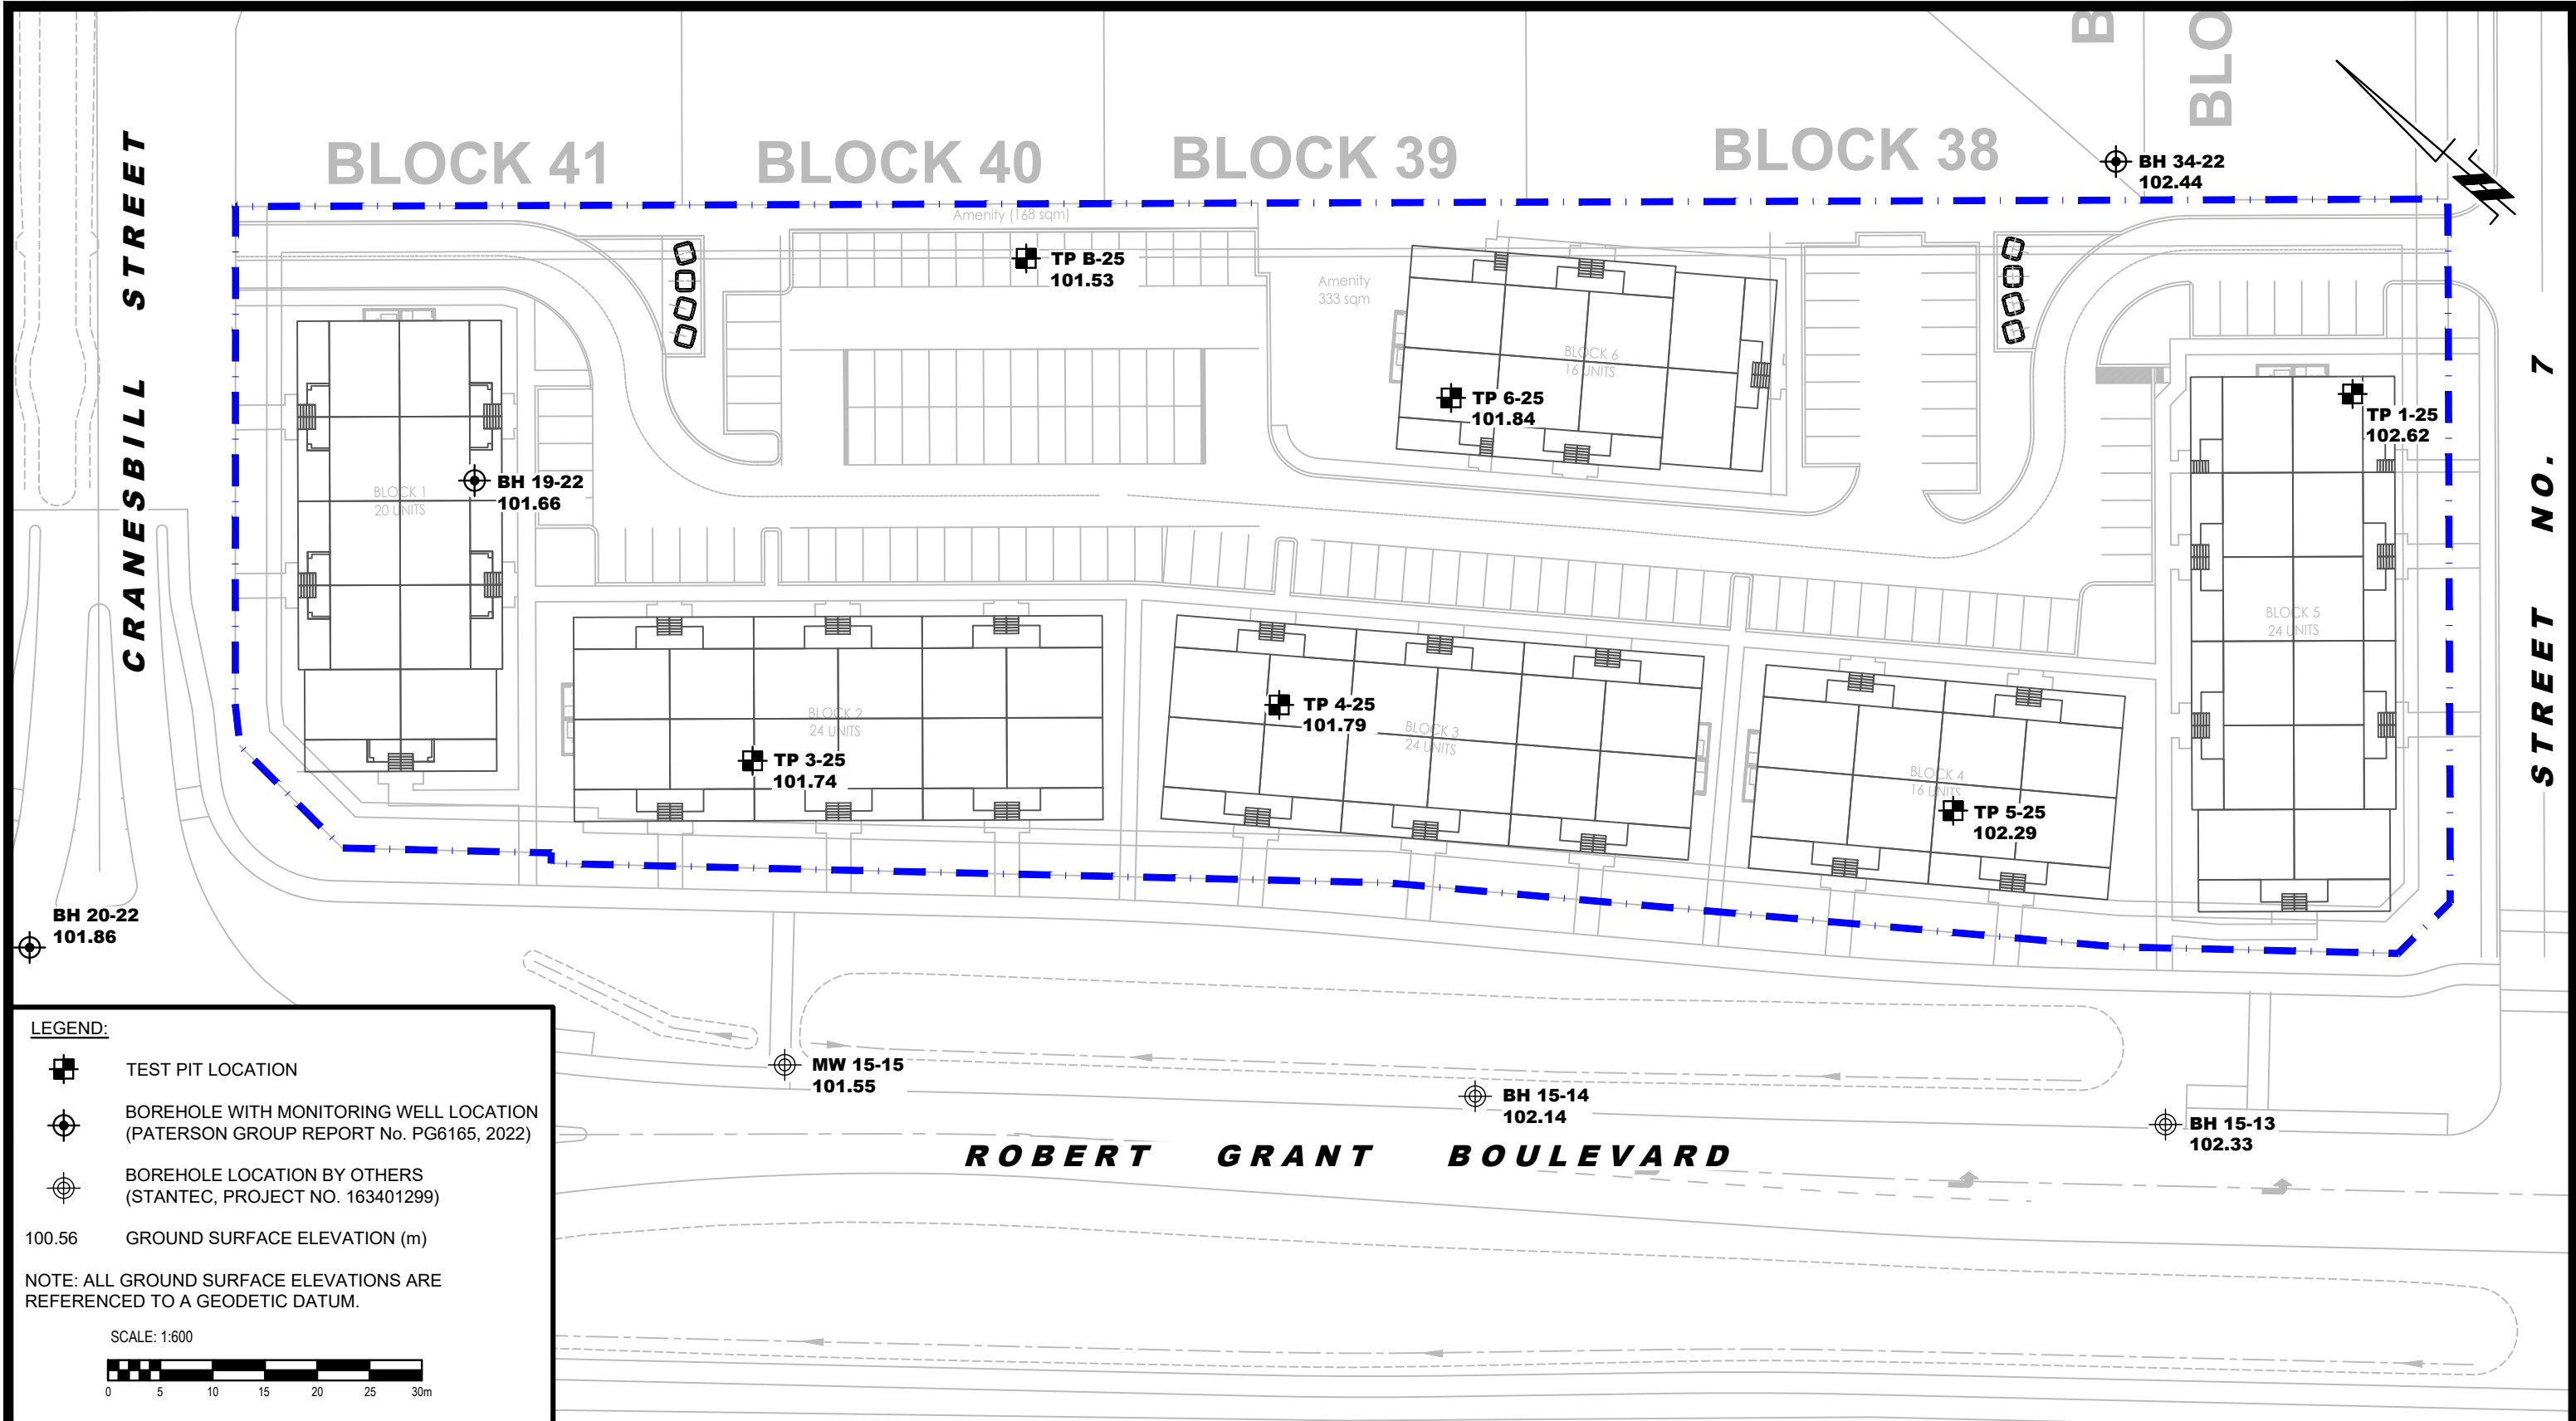 B
BLO
BLOCK 41
BLOCK 40
BLOCK 39
BLOCK 38
BH 34-22
102.44
CRANESBILL STREET
Amenity (168 sqm)
TP B-25
101.53
Amenity
333 sqm
BLOCK 6
16 UNITS
TP 6-25
101.84
TP 1-25
102.62
STREET NO. 7
BLOCK 1
20 UNITS
BH 19-22
101.66
BLOCK 5
24 UNITS
BLOCK 2
24 UNITS
TP 3-25
101.74
TP 4-25
101.79
BLOCK 3
24 UNITS
BLOCK 4
16 UNITS
TP 5-25
102.29
BH 20-22
101.86
MW 15-15
101.55
BH 15-14
102.14
BH 15-13
102.33
ROBERT GRANT BOULEVARD
LEGEND:
TEST PIT LOCATION
BOREHOLE WITH MONITORING WELL LOCATION
(PATERSON GROUP REPORT No. PG6165, 2022)
BOREHOLE LOCATION BY OTHERS
(STANTEC, PROJECT NO. 163401299)
100.56 GROUND SURFACE ELEVATION (m)
NOTE: ALL GROUND SURFACE ELEVATIONS ARE
REFERENCED TO A GEODETIC DATUM.
SCALE: 1:600
0 5 10 15 20 25 30m